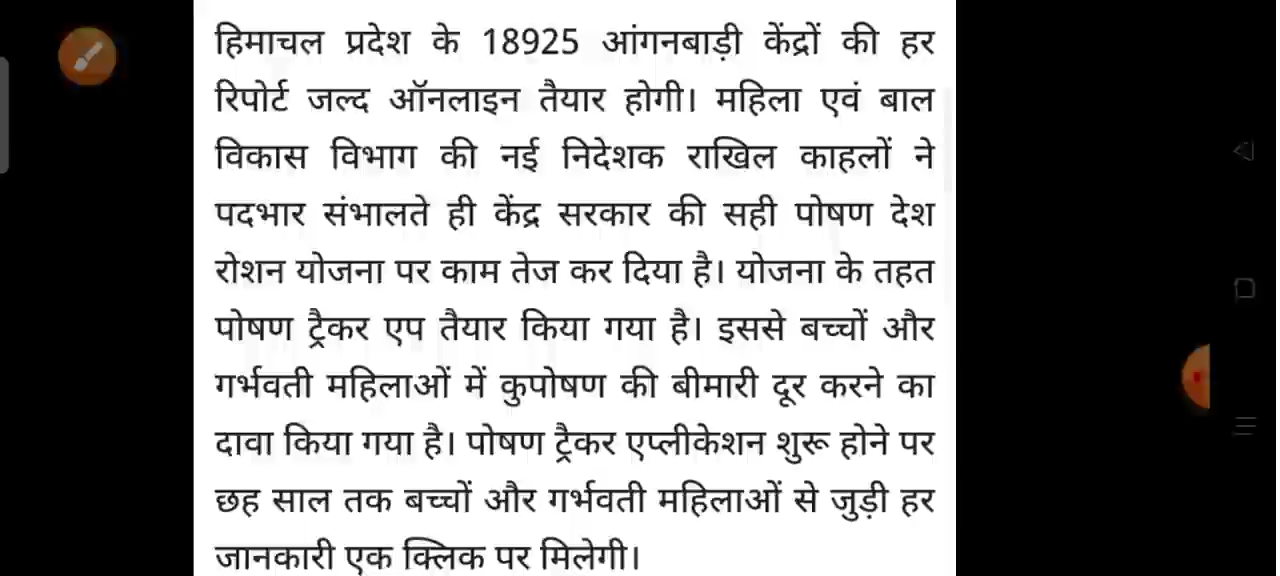 हिमाचल प्रदेश के 18925 आंगनबाड़ी केंद्रों की हर
रिपोर्ट जल्द ऑनलाइन तैयार होगी। महिला एवं बाल
विकास विभाग की नई निदेशक राखिल काहलों ने
पदभार संभालते ही केंद्र सरकार की सही पोषण देश
रोशन योजना पर काम तेज कर दिया है। योजना के तहत
पोषण ट्रैकर एप तैयार किया गया है। इससे बच्चों और
गर्भवती महिलाओं में कुपोषण की बीमारी दूर करने का
दावा किया गया है। पोषण ट्रैकर एप्लीकेशन शुरू होने पर
छह साल तक बच्चों और गर्भवती महिलाओं से जुड़ी हर
जानकारी एक क्लिक पर मिलेगी।